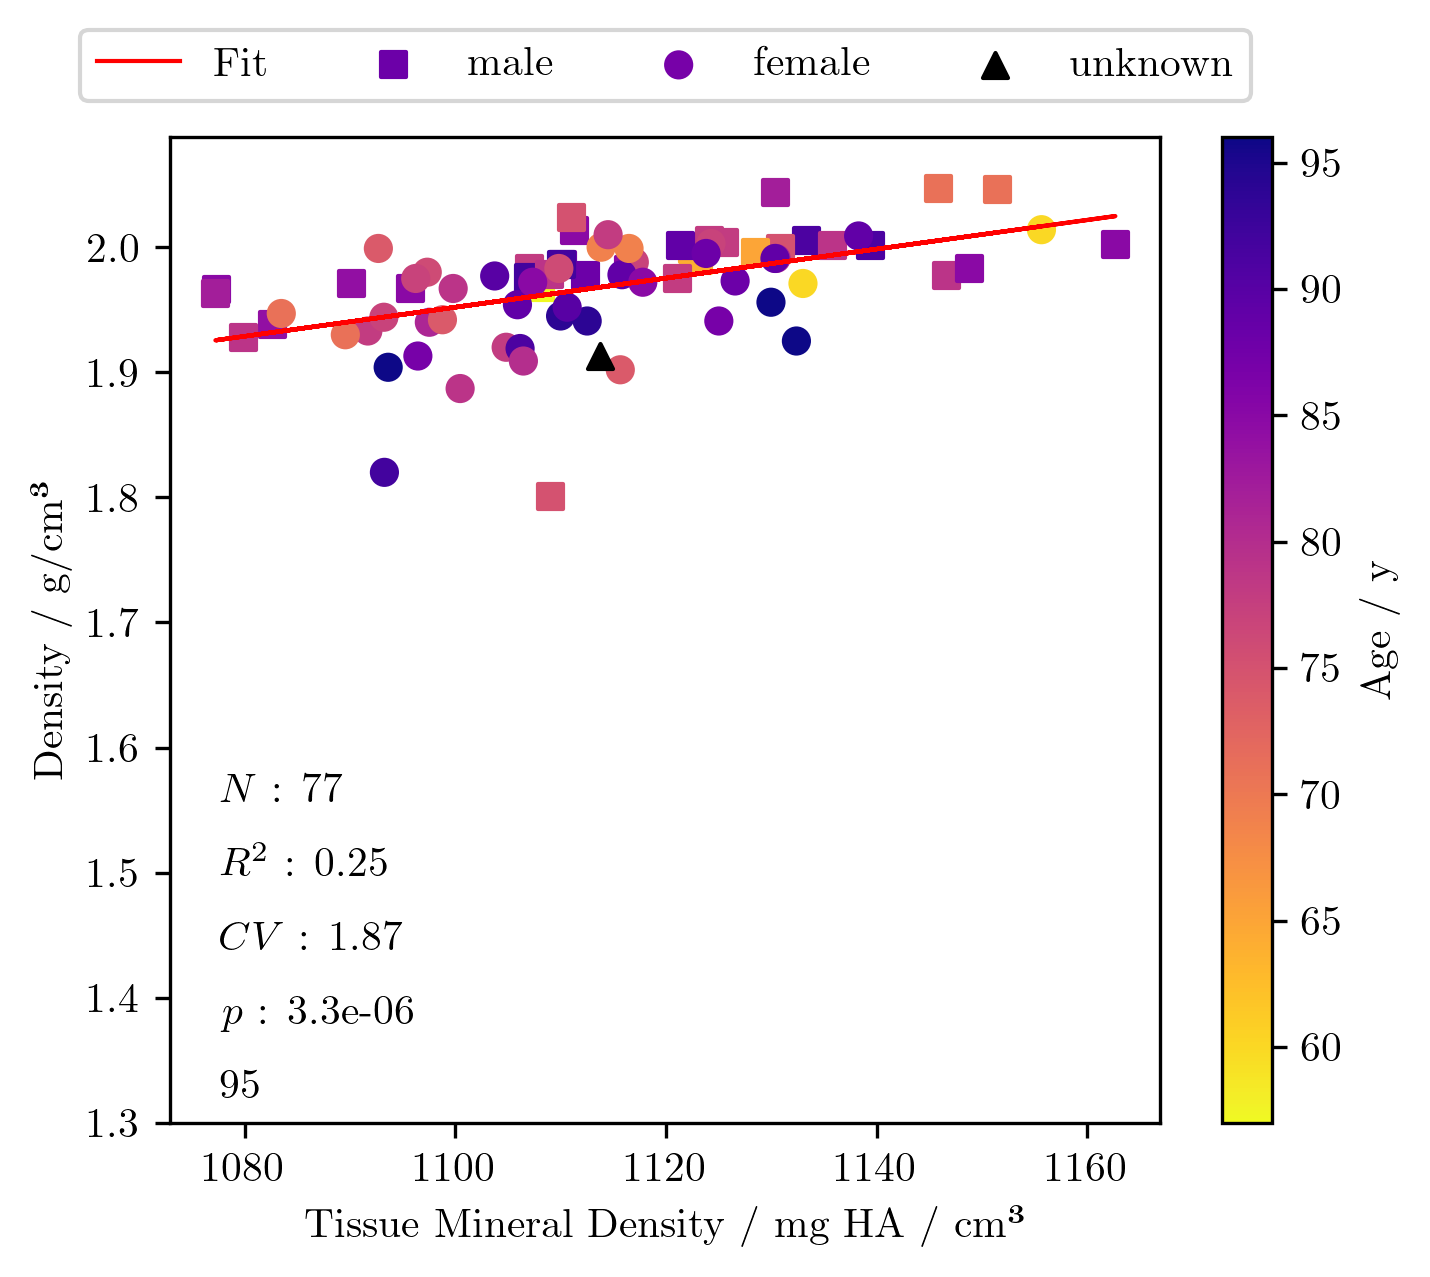 Fit male female unknown
2.0
1.9
1.8
1.7
1.6
1.5
1.4
1.3
Density / g/cm³
N : 77
R² : 0.25
CV : 1.87
p : 3.3e-06
95
1080 1100 1120 1140 1160
Tissue Mineral Density / mg HA / cm³
95
90
85
80
75
70
65
60
Age / y